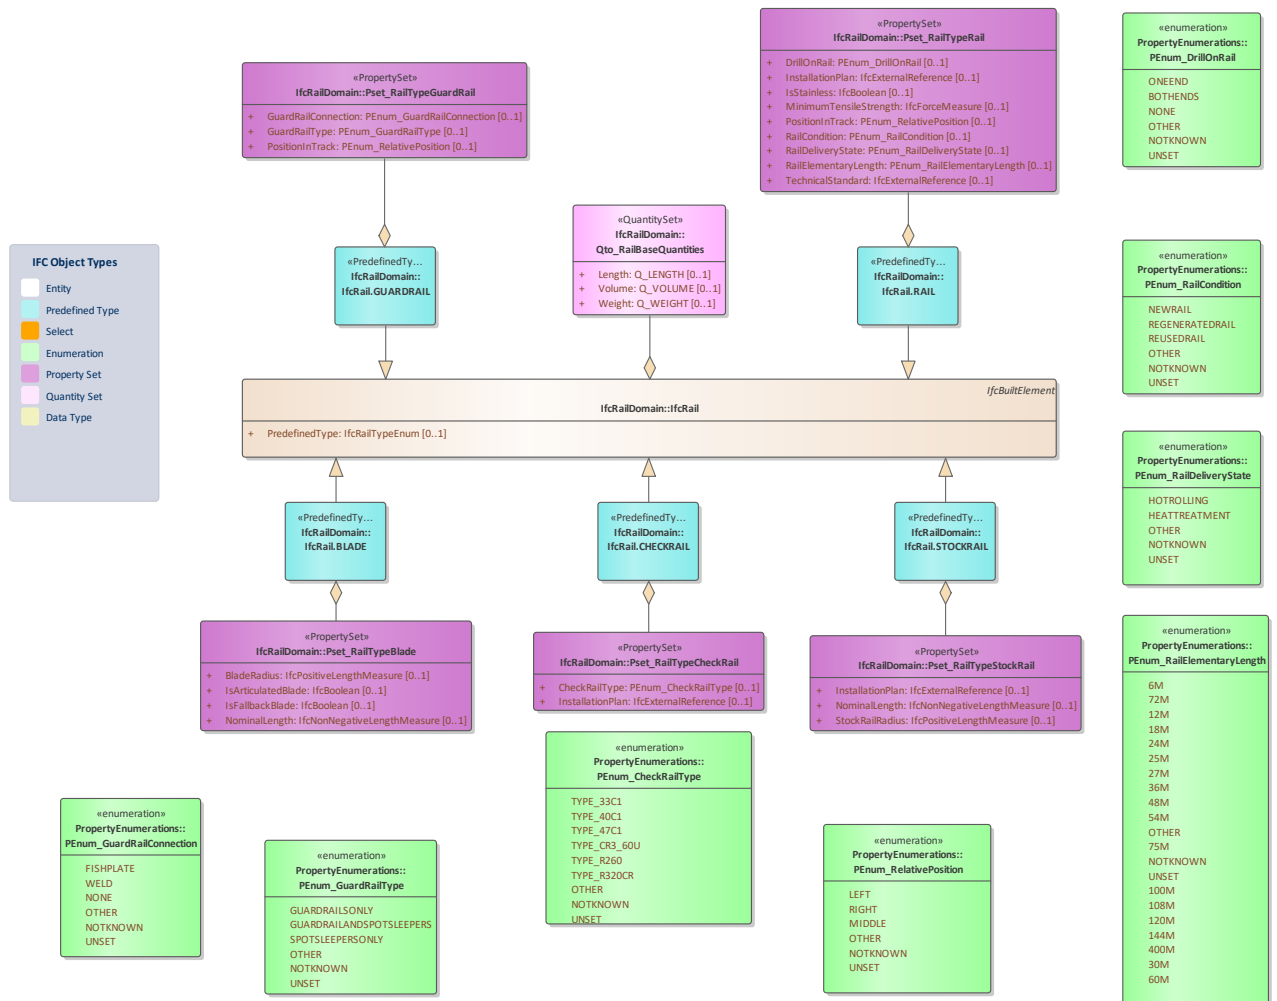 «PropertySet»
IfcRailDomain::Pset_RailTypeGuardRail
+ GuardRailConnection: PEnum_GuardRailConnection [0..1]
+ GuardRailType: PEnum_GuardRailType [0..1]
+ PositionInTrack: PEnum_RelativePosition [0..1]
«PropertySet»
IfcRailDomain::Pset_RailTypeRail
+ DrillOnRail: PEnum_DrillOnRail [0..1]
+ InstallationPlan: IfcExternalReference [0..1]
+ IsStainless: IfcBoolean [0..1]
+ MinimumTensileStrength: IfcForceMeasure [0..1]
+ PositionInTrack: PEnum_RelativePosition [0..1]
+ RailCondition: PEnum_RailCondition [0..1]
+ RailDeliveryState: PEnum_RailDeliveryState [0..1]
+ RailElementaryLength: PEnum_RailElementaryLength [0..1]
+ TechnicalStandard: IfcExternalReference [0..1]
«enumeration»
PropertyEnumerations::
PEnum_DrillOnRail
ONEEND
BOTHENDS
NONE
OTHER
NOTKNOWN
UNSET
«QuantitySet»
IfcRailDomain::
Qto_RailBaseQuantities
+ Length: Q_LENGTH [0..1]
+ Volume: Q_VOLUME [0..1]
+ Weight: Q_WEIGHT [0..1]
IFC Object Types
Entity
Predefined Type
Select
Enumeration
Property Set
Quantity Set
Data Type
«PredefinedTy...
IfcRailDomain::
IfcRail.GUARDRAIL
«PredefinedTy...
IfcRailDomain::
IfcRail.RAIL
«enumeration»
PropertyEnumerations::
PEnum_RailCondition
NEWRAIL
REGENERATEDRAIL
REUSEDRAIL
OTHER
NOTKNOWN
UNSET
IfcBuiltElement
IfcRailDomain::IfcRail
+ PredefinedType: IfcRailTypeEnum [0..1]
«enumeration»
PropertyEnumerations::
PEnum_RailDeliveryState
HOTROLLING
HEATTREATMENT
OTHER
NOTKNOWN
UNSET
«PredefinedTy...
IfcRailDomain::
IfcRail.BLADE
«PredefinedTy...
IfcRailDomain::
IfcRail.CHECKRAIL
«PredefinedTy...
IfcRailDomain::
IfcRail.STOCKRAIL
«PropertySet»
IfcRailDomain::Pset_RailTypeBlade
+ BladeRadius: IfcPositiveLengthMeasure [0..1]
+ IsArticulatedBlade: IfcBoolean [0..1]
+ IsFallbackBlade: IfcBoolean [0..1]
+ NominalLength: IfcNonNegativeLengthMeasure [0..1]
«PropertySet»
IfcRailDomain::Pset_RailTypeCheckRail
+ CheckRailType: PEnum_CheckRailType [0..1]
+ InstallationPlan: IfcExternalReference [0..1]
«PropertySet»
IfcRailDomain::Pset_RailTypeStockRail
+ InstallationPlan: IfcExternalReference [0..1]
+ NominalLength: IfcNonNegativeLengthMeasure [0..1]
+ StockRailRadius: IfcPositiveLengthMeasure [0..1]
«enumeration»
PropertyEnumerations::
PEnum_RailElementaryLength
6M
72M
12M
18M
24M
25M
27M
36M
48M
54M
OTHER
75M
NOTKNOWN
UNSET
100M
108M
120M
144M
400M
30M
60M
«enumeration»
PropertyEnumerations::
PEnum_CheckRailType
TYPE_33C1
TYPE_40C1
TYPE_47C1
TYPE_CR3_60U
TYPE_R260
TYPE_R320CR
OTHER
NOTKNOWN
UNSET
«enumeration»
PropertyEnumerations::
PEnum_GuardRailConnection
FISHPLATE
WELD
NONE
OTHER
NOTKNOWN
UNSET
«enumeration»
PropertyEnumerations::
PEnum_GuardRailType
GUARDRAILSONLY
GUARDRAILANDSPOTSLEEPERS
SPOTSLEEPERSONLY
OTHER
NOTKNOWN
UNSET
«enumeration»
PropertyEnumerations::
PEnum_RelativePosition
LEFT
RIGHT
MIDDLE
OTHER
NOTKNOWN
UNSET